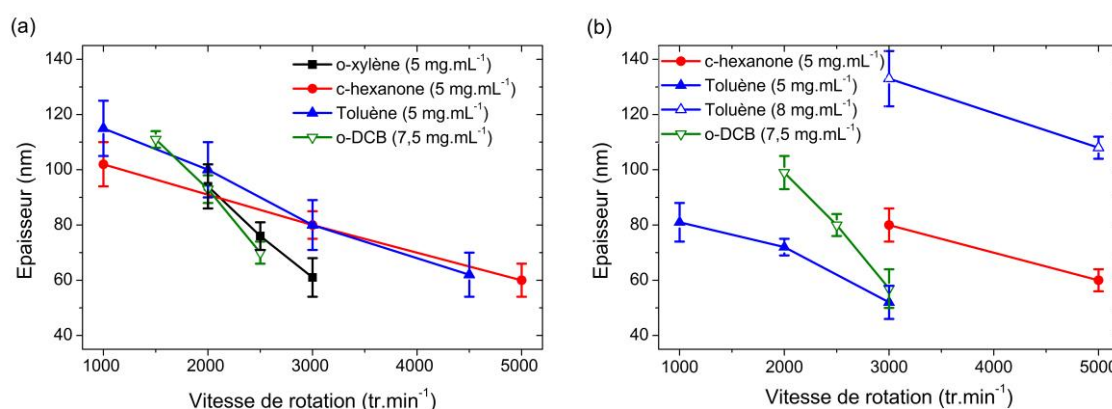 (a)
140
120
100
80
60
40
Epaisseur (nm)
o-xylène (5 mg.mL⁻¹)
c-hexanone (5 mg.mL⁻¹)
Toluène (5 mg.mL⁻¹)
o-DCB (7,5 mg.mL⁻¹)
1000 2000 3000 4000 5000
Vitesse de rotation (tr.min⁻¹)
(b)
140
120
100
80
60
40
Epaisseur (nm)
c-hexanone (5 mg.mL⁻¹)
Toluène (5 mg.mL⁻¹)
Toluène (8 mg.mL⁻¹)
o-DCB (7,5 mg.mL⁻¹)
1000 2000 3000 4000 5000
Vitesse de rotation (tr.min⁻¹)